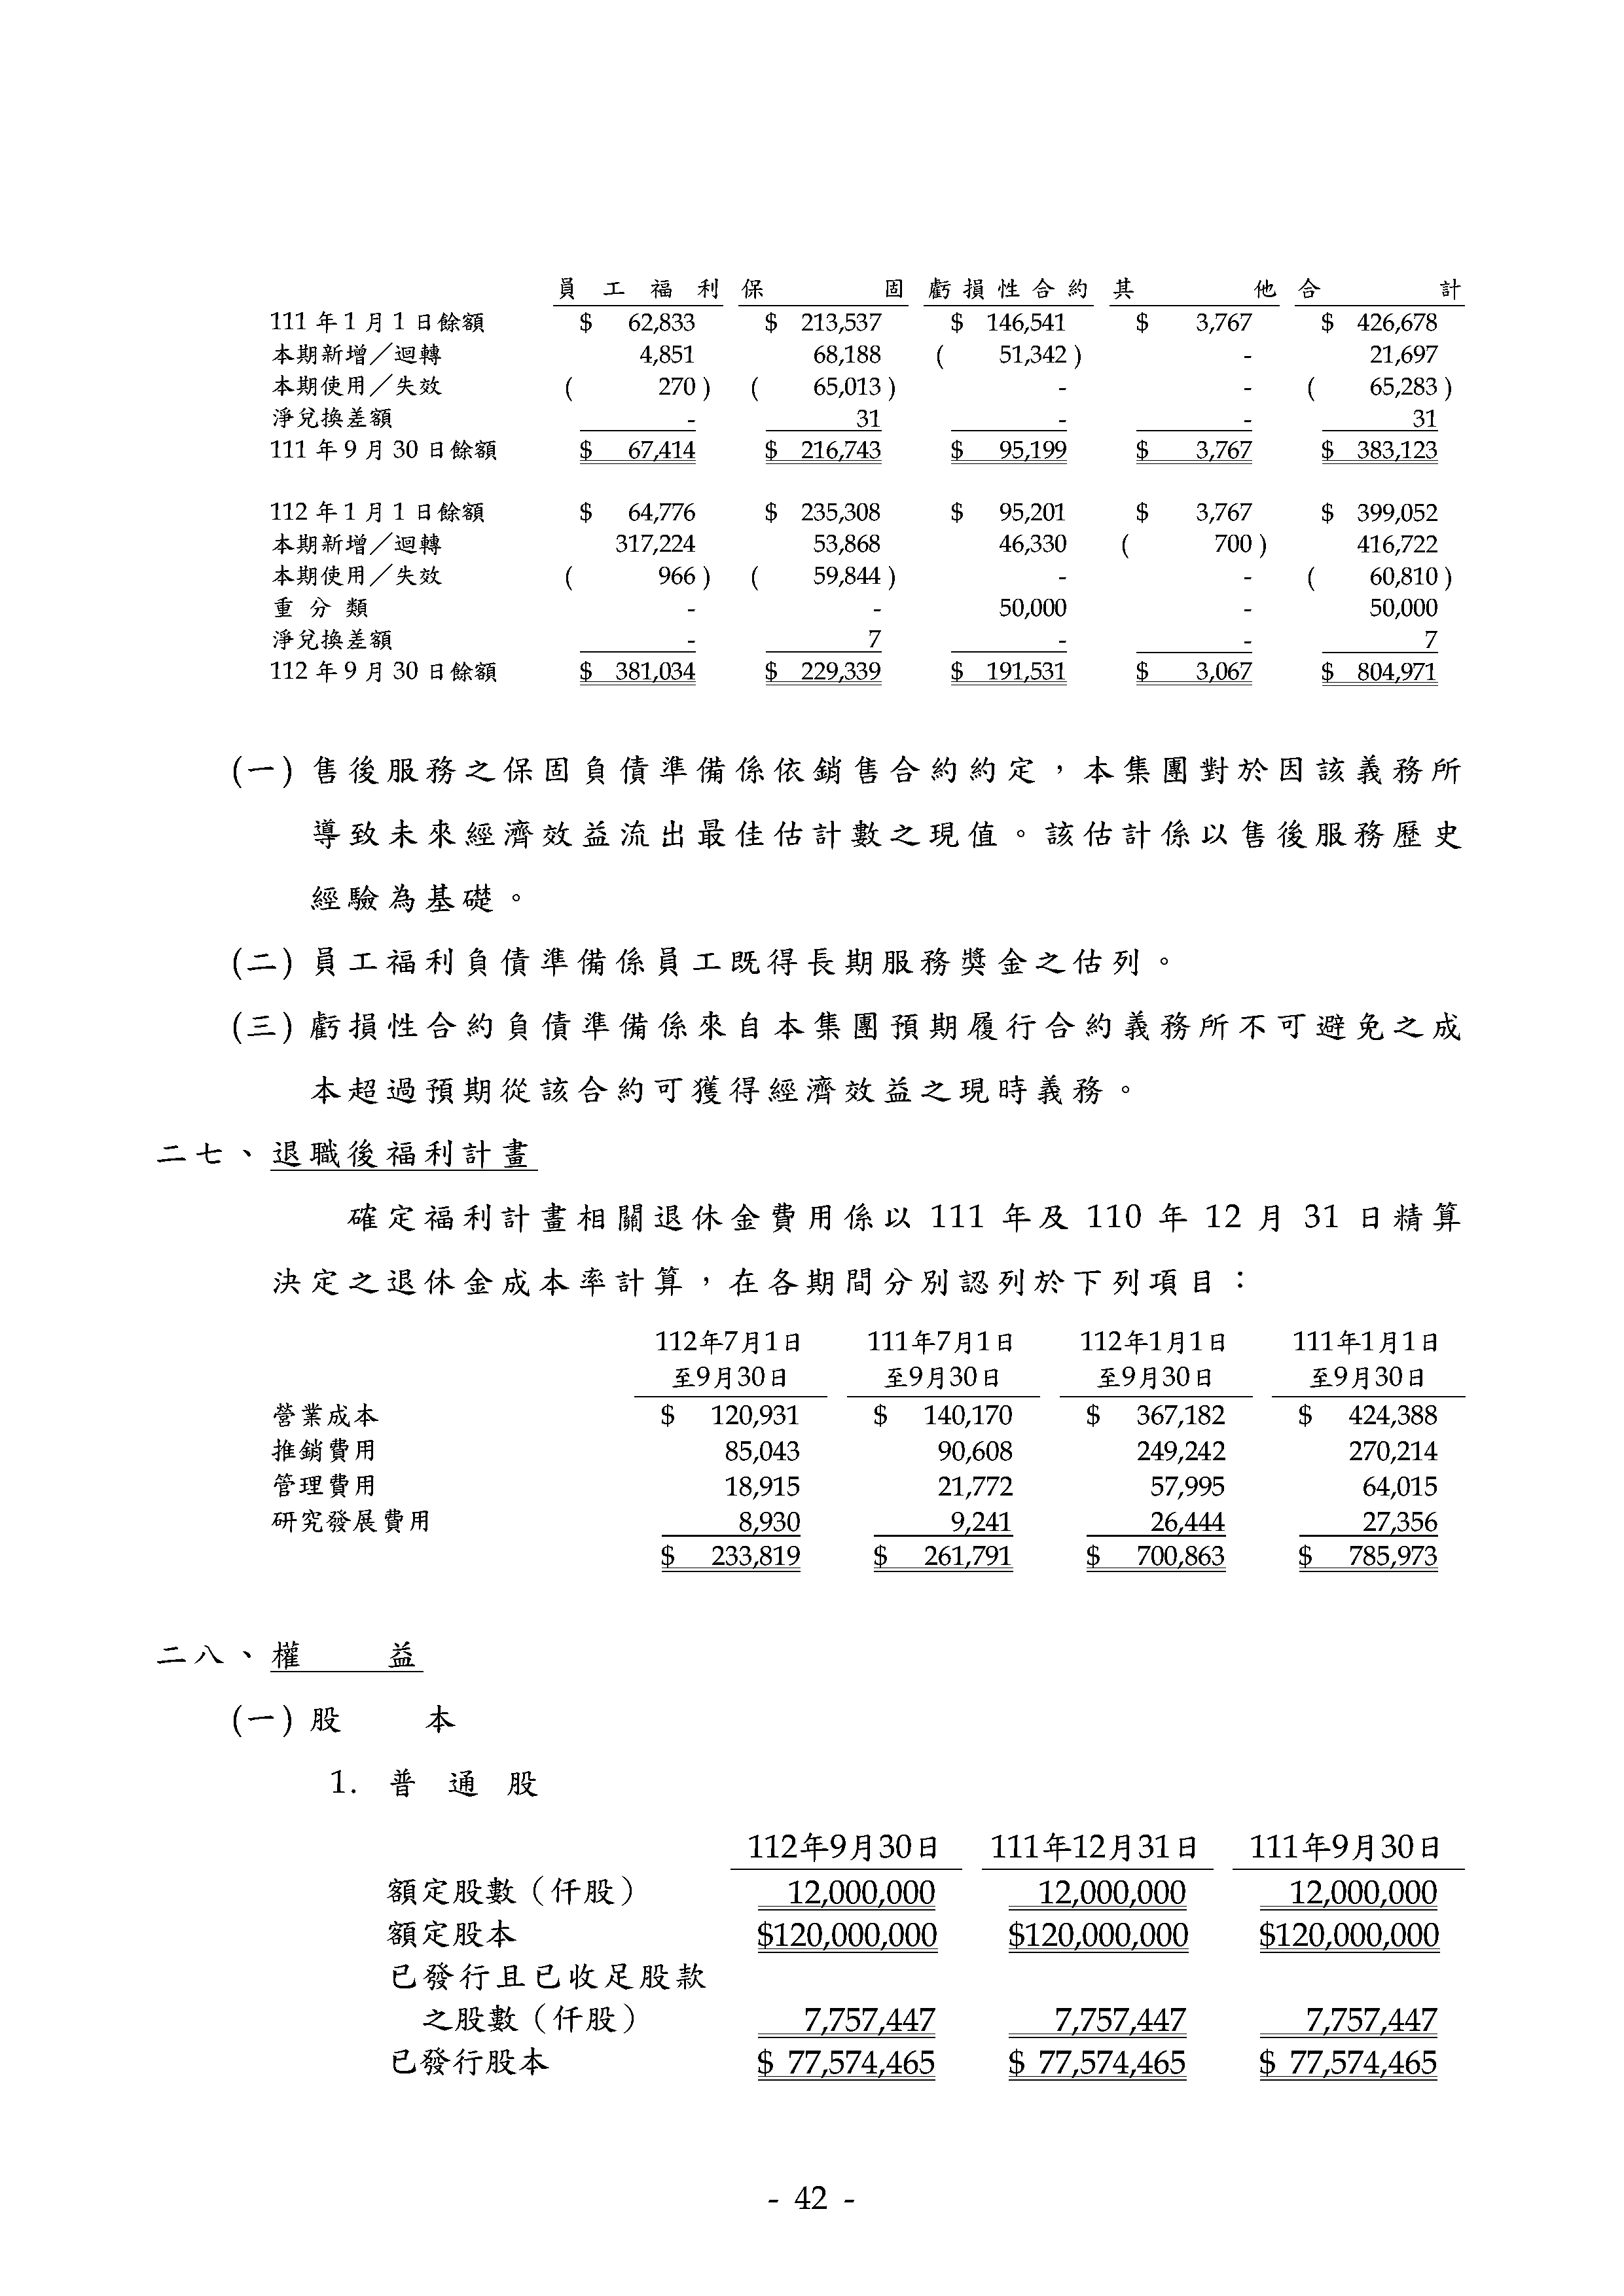 員工福利 保固 虧損性合約 其他 合計
111 年 1 月 1 日餘額 $ 62,833 $ 213,537 $ 146,541 $ 3,767 $ 426,678
本期新增／迴轉 4,851 68,188 ( 51,342 ) - 21,697
本期使用／失效 ( 270 ) ( 65,013 ) - - ( 65,283 )
淨兌換差額 - 31 - - 31
111 年 9 月 30 日餘額 $ 67,414 $ 216,743 $ 95,199 $ 3,767 $ 383,123
112 年 1 月 1 日餘額 $ 64,776 $ 235,308 $ 95,201 $ 3,767 $ 399,052
本期新增／迴轉 317,224 53,868 46,330 ( 700 ) 416,722
本期使用／失效 ( 966 ) ( 59,844 ) - - ( 60,810 )
重分類 - - 50,000 - 50,000
淨兌換差額 - 7 - - 7
112 年 9 月 30 日餘額 $ 381,034 $ 229,339 $ 191,531 $ 3,067 $ 804,971
(一) 售後服務之保固負債準備係依銷售合約約定，本集團對於因該義務所
導致未來經濟效益流出最佳估計數之現值。該估計係以售後服務歷史
經驗為基礎。
(二) 員工福利負債準備係員工既得長期服務獎金之估列。
(三) 虧損性合約負債準備係來自本集團預期履行合約義務所不可避免之成
本超過預期從該合約可獲得經濟效益之現時義務。
二七、退職後福利計畫
確定福利計畫相關退休金費用係以 111 年及 110 年 12 月 31 日精算
決定之退休金成本率計算，在各期間分別認列於下列項目：
112年7月1日 111年7月1日 112年1月1日 111年1月1日
至9月30日 至9月30日 至9月30日 至9月30日
營業成本 $ 120,931 $ 140,170 $ 367,182 $ 424,388
推銷費用 85,043 90,608 249,242 270,214
管理費用 18,915 21,772 57,995 64,015
研究發展費用 8,930 9,241 26,444 27,356
$ 233,819 $ 261,791 $ 700,863 $ 785,973
二八、權益
(一) 股本
1. 普通股
112年9月30日 111年12月31日 111年9月30日
額定股數（仟股） 12,000,000 12,000,000 12,000,000
額定股本 $120,000,000 $120,000,000 $120,000,000
已發行且已收足股款
之股數（仟股） 7,757,447 7,757,447 7,757,447
已發行股本 $ 77,574,465 $ 77,574,465 $ 77,574,465
- 42 -